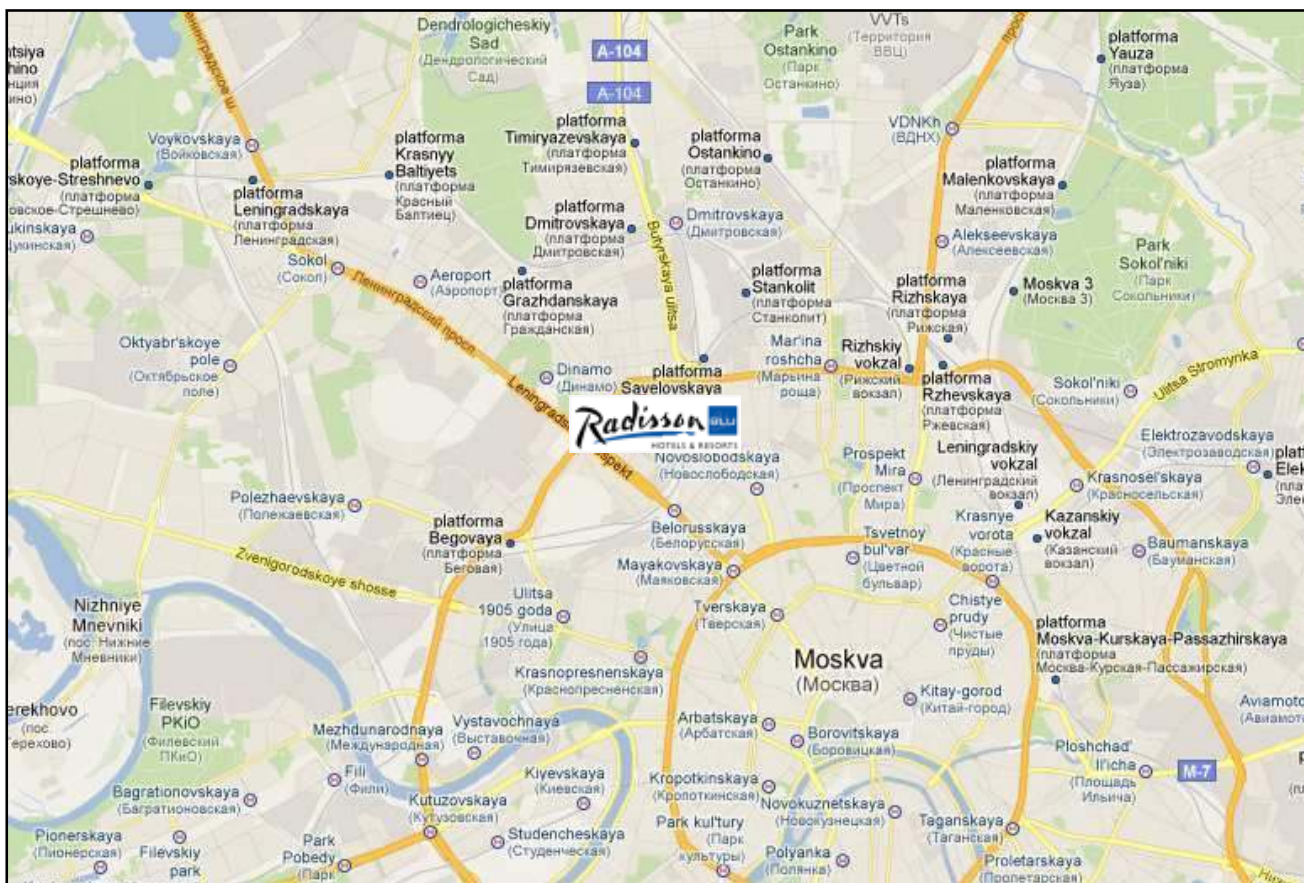 Dendrologicheskiy
Sad
(Дендрологический
Сад)
Ленинградское ш.
A-104
A-104
Park
Ostankino
(Парк
Останкино)
VVTs
(Территория
ВВЦ)
platforma
Yauza
(платформа
Яуза)
Voykovskaya
(Войковская)
platforma
Krasnyy
Baltiyets
(платформа
Красный
Балтиец)
platforma
Timiryazevskaya
(платформа
Тимирязевская)
platforma
Ostankino
(платформа
Останкино)
VDNKh
(ВДНХ)
platforma
Malenkovskaya
(платформа
Маленковская)
platforma
Leningradskaya
(платформа
Ленинградская)
platforma
Dmitrovskaya
(платформа
Дмитровская)
Dmitrovskaya
(Дмитровская)
Butyrskaya ulitsa
Alekseevskaya
(Алексеевская)
Park
Sokol'niki
(Парк
Сокольники)
Sokol
(Сокол)
Ленинградский просп.
Aeroport
(Аэропорт)
platforma
Grazhdanskaya
(платформа
Гражданская)
platforma
Stankolit
(платформа
Станколит)
platforma
Rizhskaya
(платформа
Рижская)
Moskva 3
(Москва 3)
Oktyabr'skoye
pole
(Октябрьское
поле)
Dinamo
(Динамо)
platforma
Savelovskaya
Mar'ina
roshcha
(Марьина
роща)
Rizhskiy
vokzal
(Рижский
вокзал)
platforma
Rzhevskaya
(платформа
Ржевская)
Sokol'niki
(Сокольники)
Ulitsa Stromynka
Radisson
BLU
HOTELS & RESORTS
Novoslobodskaya
(Новослободская)
Prospekt
Mira
(Проспект
Мира)
Leningradskiy
vokzal
(Ленинградский
вокзал)
Elektrozavodskaya
(Электрозаводская)
Krasnosel'skaya
(Красносельская)
Polezhaevskaya
(Полежаевская)
platforma
Begovaya
(платформа
Беговая)
Belorusskaya
(Белорусская)
Tsvetnoy
bul'var
(Цветной
бульвар)
Krasnye
vorota
(Красные
ворота)
Kazanskiy
vokzal
(Казанский
вокзал)
Baumanskaya
(Бауманская)
Zvenigorodskoye shosse
Mayakovskaya
(Маяковская)
Nizhniye
Mnevniki
(пос. Нижние
Мневники)
Ulitsa
1905 goda
(Улица
1905 года)
Tverskaya
(Тверская)
Chistye
prudy
(Чистые
пруды)
platforma
Moskva-Kurskaya-Passazhirskaya
(платформа
Москва-Курская-Пассажирская)
Krasnopresnenskaya
(Краснопресненская)
Moskva
(Москва)
Kitay-gorod
(Китай-город)
Filevskiy
PKiO
(Филевский
ПКиО)
Mezhdunarodnaya
(Международная)
Vystavochnaya
(Выставочная)
Arbatskaya
(Арбатская)
Borovitskaya
(Боровицкая)
Ploshchad'
Il'icha
(Площадь
Ильича)
M-7
Fili
(Фили)
Bagrationovskaya
(Багратионовская)
Kiyevskaya
(Киевская)
Kropotkinskaya
(Кропоткинская)
Kutuzovskaya
(Кутузовская)
Novokuznetskaya
(Новокузнецкая)
Pionerskaya
(Пионерская)
Filevskiy
park
Park
Pobedy
(Парк
Studencheskaya
(Студенческая)
Park kul'tury
(Парк
культуры)
Polyanka
(Полянка)
Taganskaya
(Таганская)
Proletarskaya
(Пролетарская)